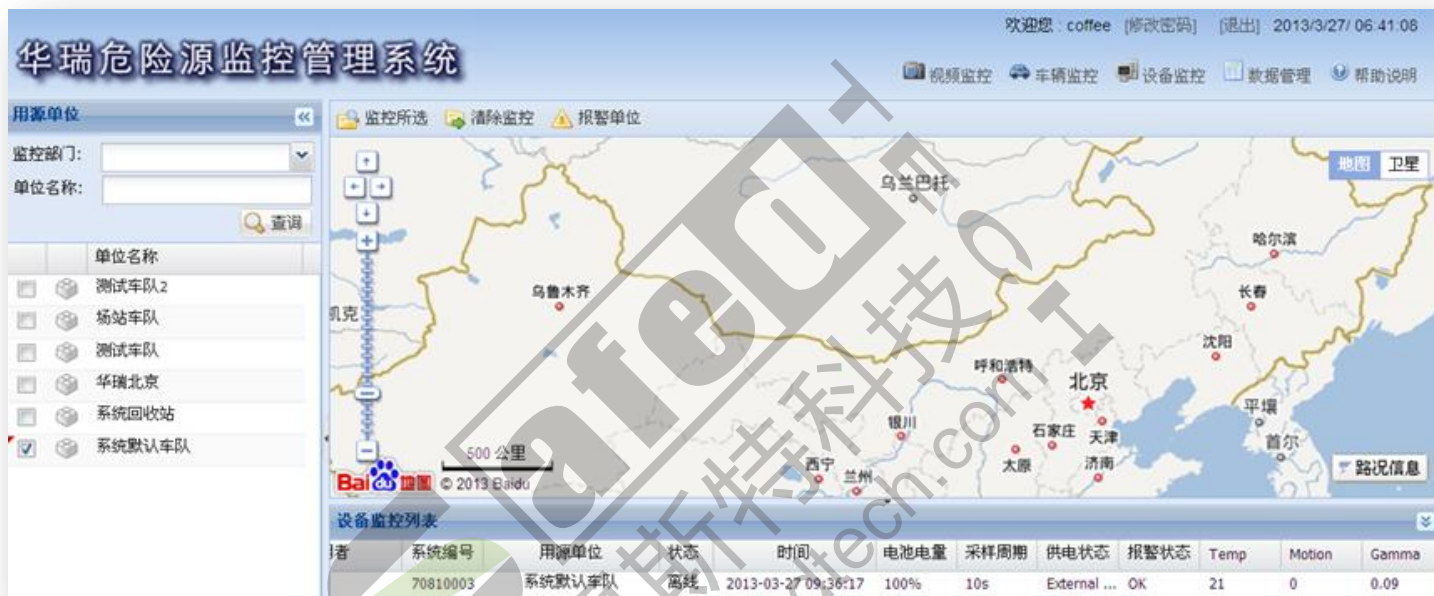 欢迎您 : coffee [修改密码] [退出] 2013/3/27/ 06:41:08
华瑞危险源监控管理系统
视频监控 车辆监控 设备监控 数据管理 帮助说明
用源单位
监控所选 清除监控 报警单位
监控部门:
单位名称:
查询
单位名称
测试车队2
场站车队
测试车队
华瑞北京
系统回收站
系统默认车队
地图 卫星
乌兰巴托
哈尔滨
乌鲁木齐
长春
凯克
沈阳
呼和浩特
北京
平壤
银川
石家庄 天津
首尔
西宁 兰州
太原 济南
路况信息
500 公里
Bai du 地图 © 2013 Baidu
设备监控列表
者 系统编号 用源单位 状态 时间 电池电量 采样周期 供电状态 报警状态 Temp Motion Gamma
70810003 系统默认车队 离线 2013-03-27 09:36:17 100% 10s External ... OK 21 0 0.09